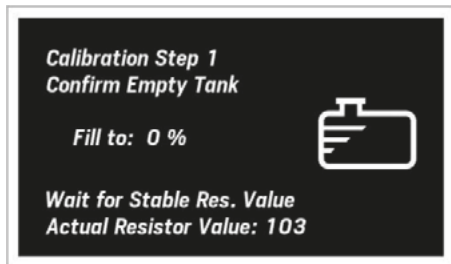 Calibration Step 1
Confirm Empty Tank
Fill to: 0 %
Wait for Stable Res. Value
Actual Resistor Value: 103